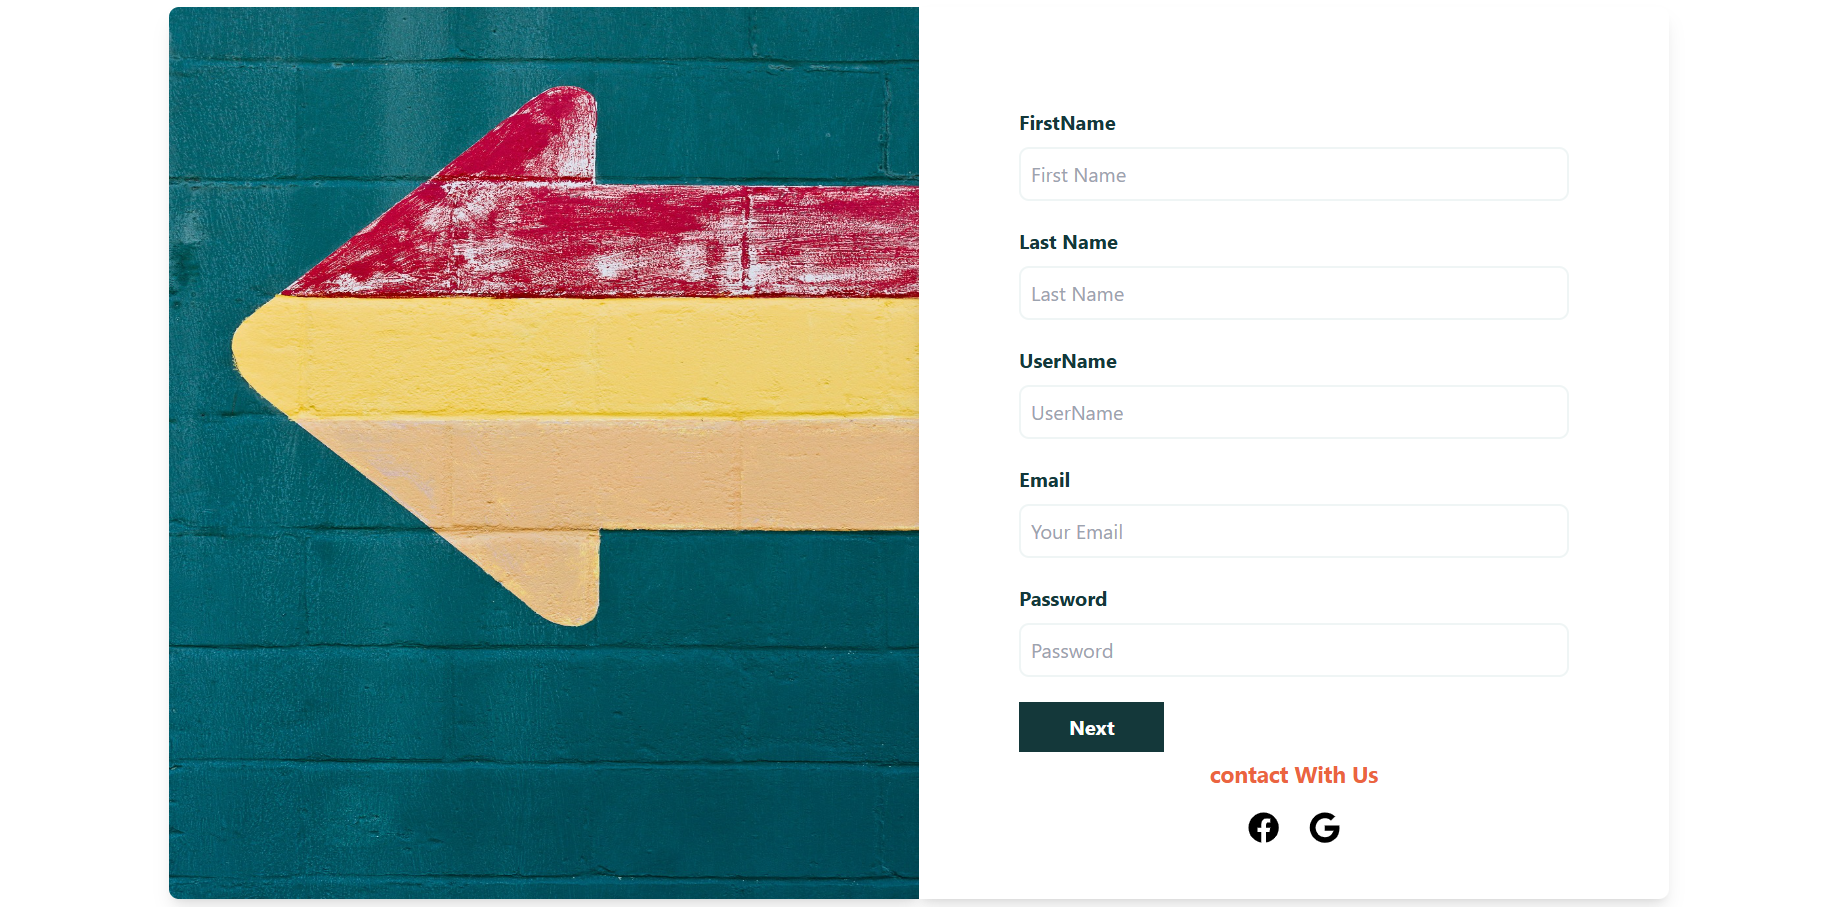 FirstName
First Name
Last Name
Last Name
UserName
UserName
Email
Your Email
Password
Password
Next
contact With Us